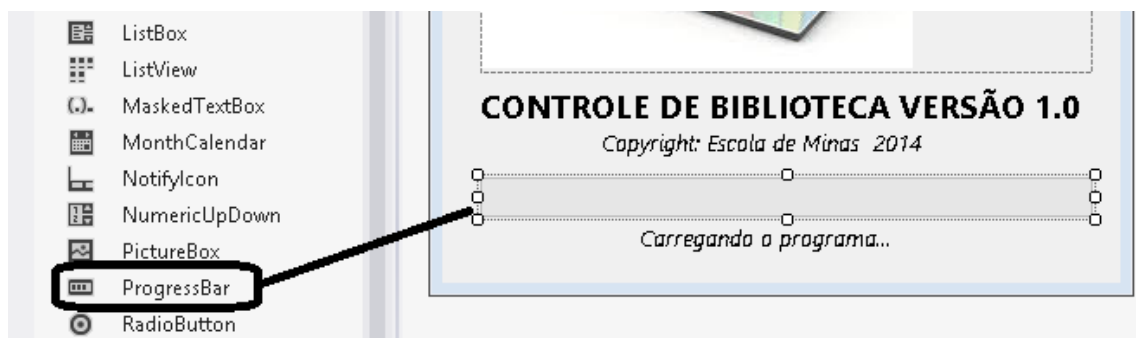 ListBox
ListView
MaskedTextBox
MonthCalendar
NotifyIcon
NumericUpDown
PictureBox
ProgressBar
RadioButton
CONTROLE DE BIBLIOTECA VERSÃO 1.0
Copyright: Escola de Minas 2014
Carregando o programa...